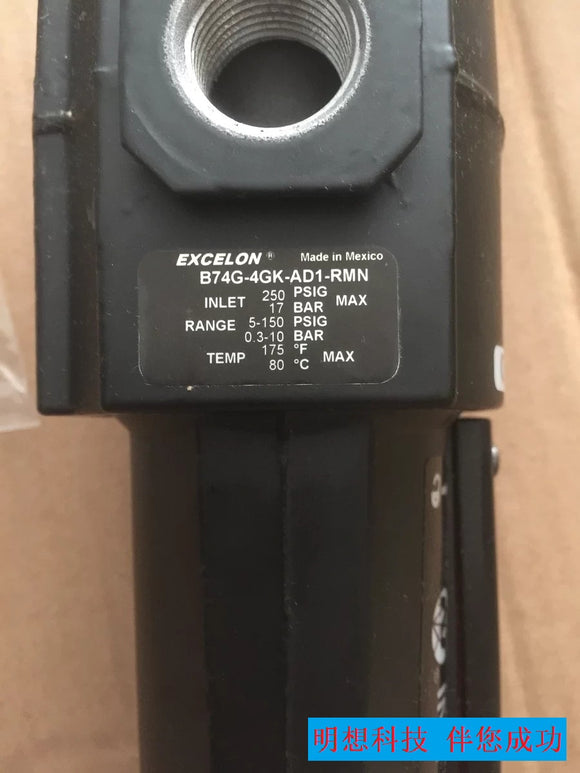 EXCELON ® Made in Mexico
B74G-4GK-AD1-RMN
INLET 250 PSIG MAX
17 BAR
RANGE 5-150 PSIG
0.3-10 BAR
TEMP 175 °F MAX
80 °C
明想科技 伴您成功